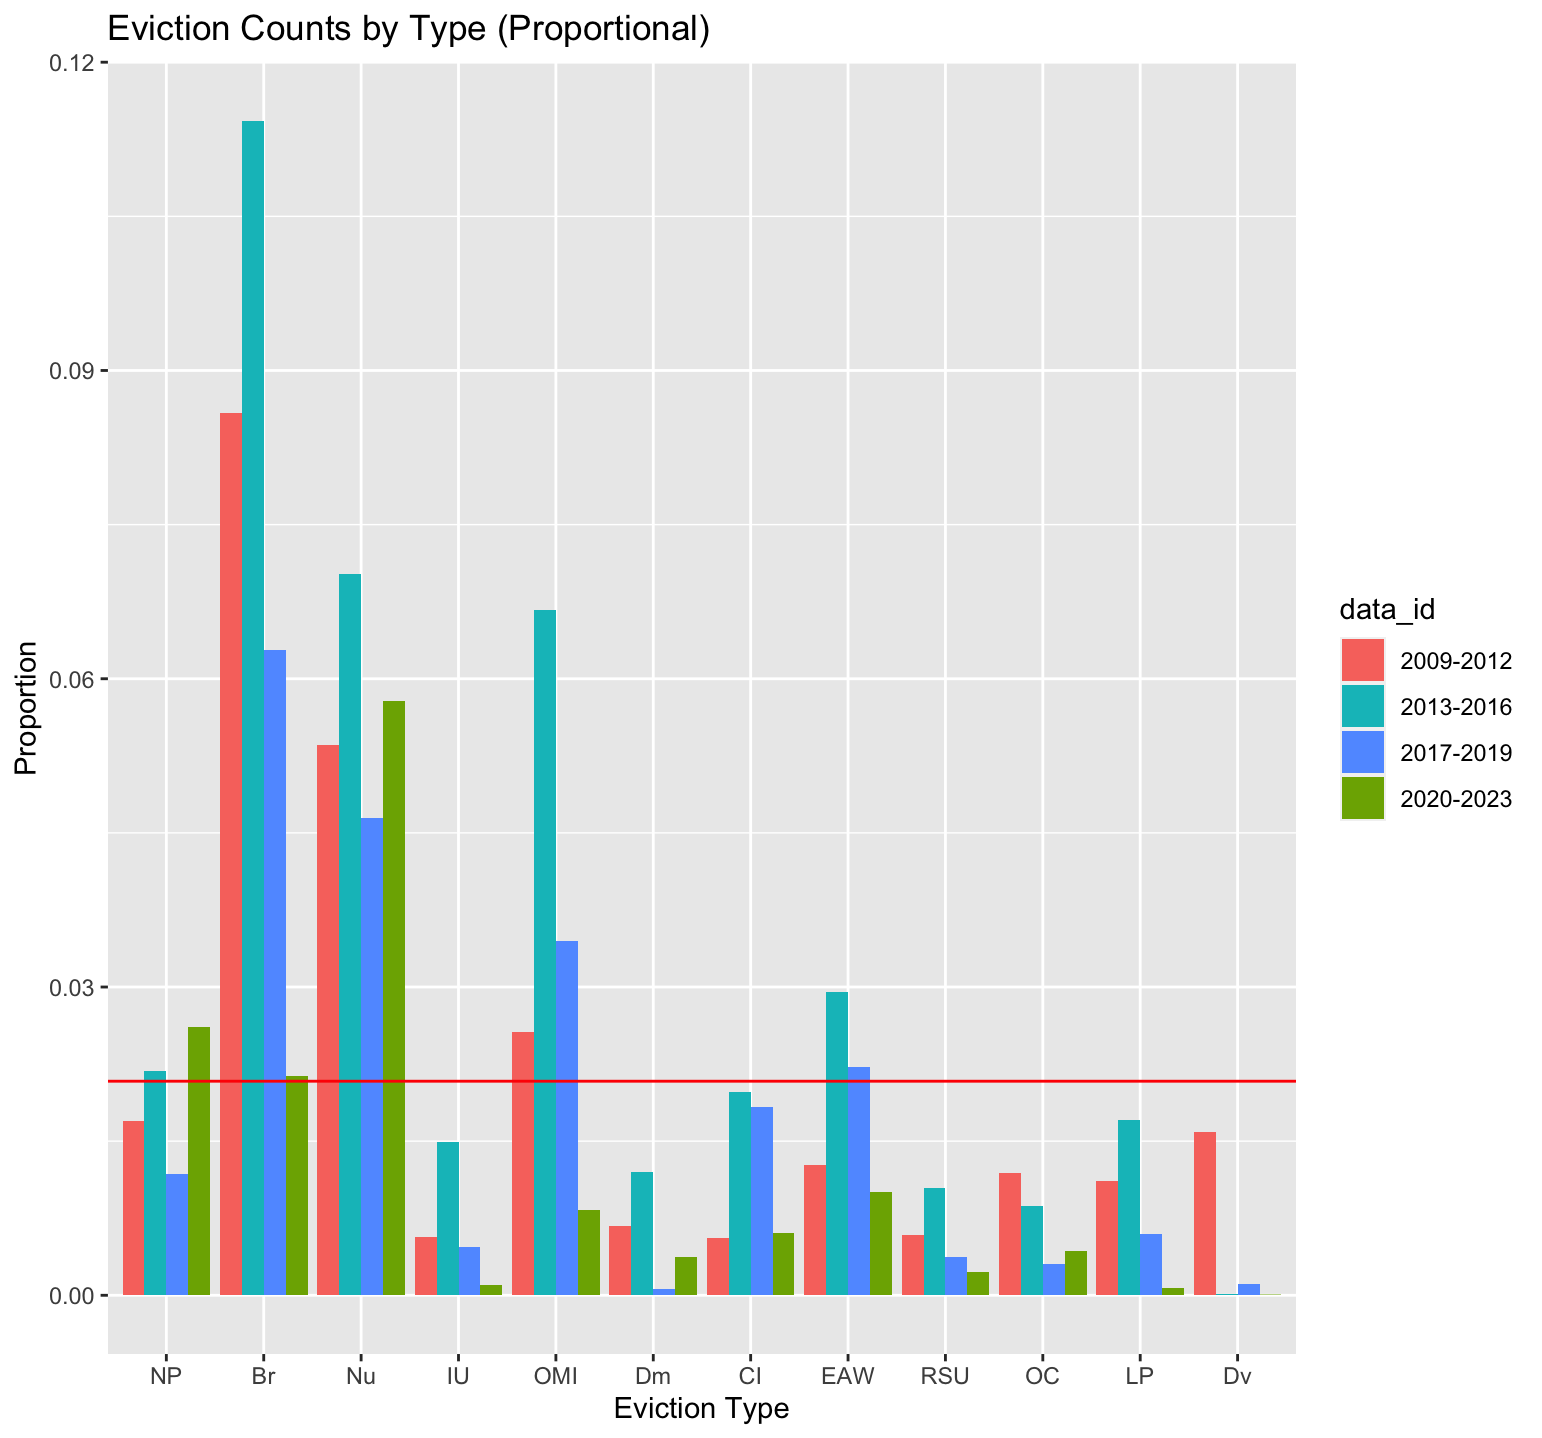 Eviction Counts by Type (Proportional)
0.12
0.09
0.06
0.03
0.00
Proportion
NP Br Nu IU OMI Dm CI EAW RSU OC LP Dv
Eviction Type
data_id
2009-2012
2013-2016
2017-2019
2020-2023